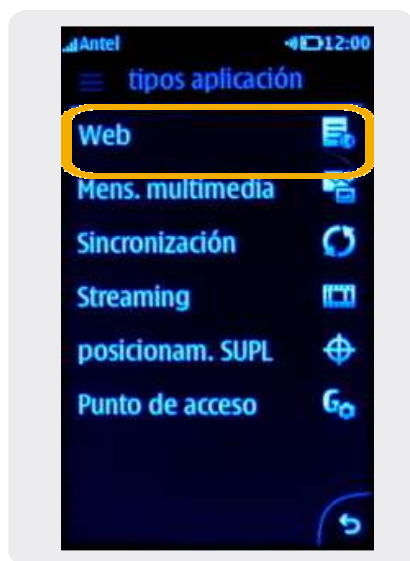 Antel 12:00
tipos aplicación
Web
Mens. multimedia
Sincronización
Streaming
posicionam. SUPL
Punto de acceso